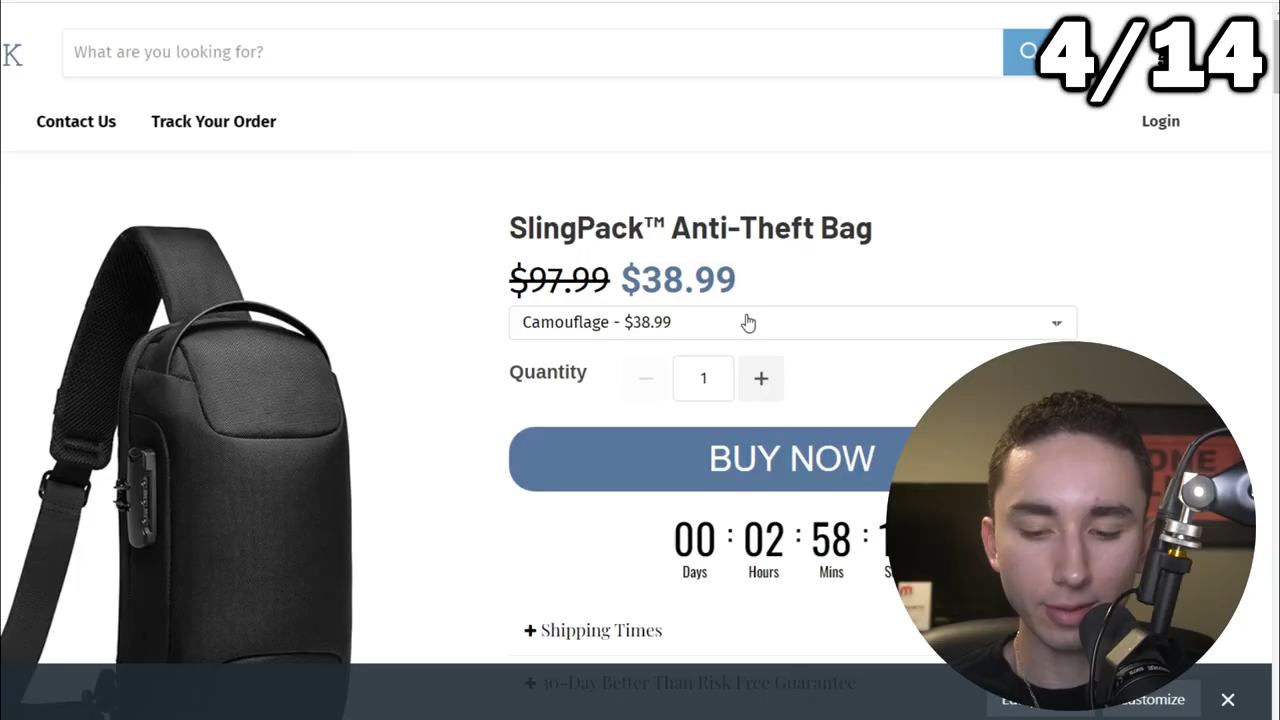 K
What are you looking for?
4/14
Contact Us
Track Your Order
Login
SlingPack™ Anti-Theft Bag
$97.99 $38.99
Camouflage - $38.99
Quantity
1
BUY NOW
00 : 02 : 58 :
Days Hours Mins
+ Shipping Times
+ 30-Day Better Than Risk Free Guarantee